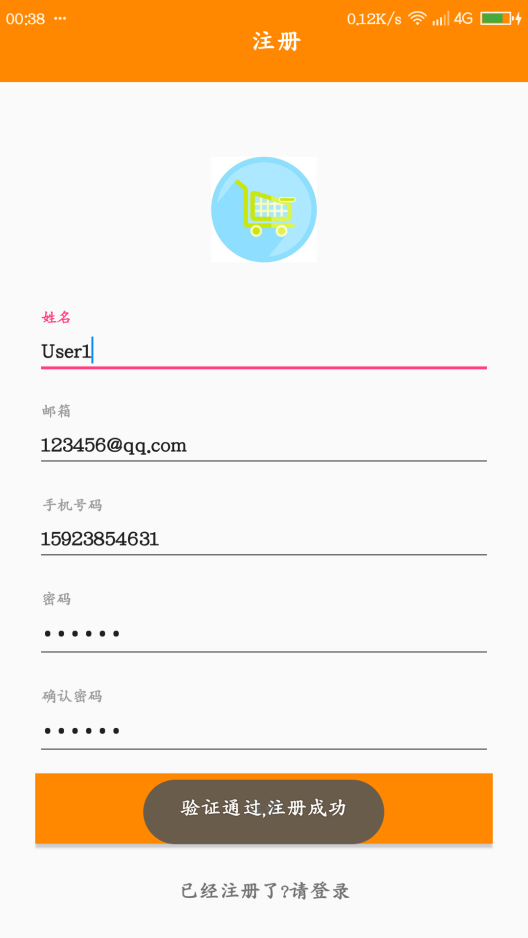 00:38 ··· 0.12K/s 4G
注册
姓名
User1
邮箱
123456@qq.com
手机号码
15923854631
密码
••••••
确认密码
••••••
验证通过,注册成功
已经注册了?请登录